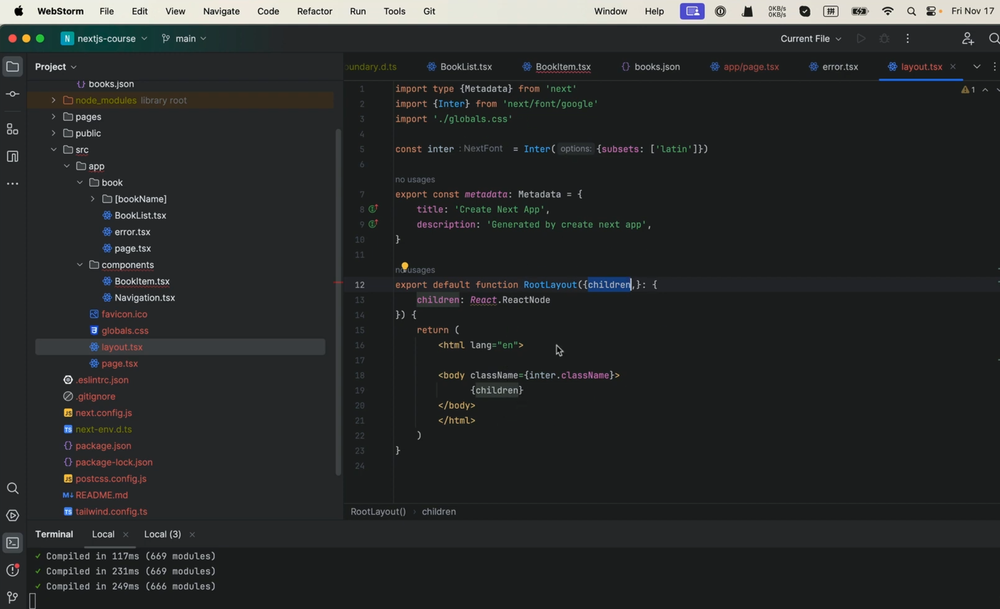 WebStorm File Edit View Navigate Code Refactor Run Tools Git Window Help 0KB/s 0KB/s 拼 Fri Nov 17
N nextjs-course main Current File
Project
oundary.d.ts BookList.tsx BookItem.tsx books.json app/page.tsx error.tsx layout.tsx
books.json
node_modules library root
pages
public
src
app
book
[bookName]
BookList.tsx
error.tsx
page.tsx
components
BookItem.tsx
Navigation.tsx
favicon.ico
globals.css
layout.tsx
page.tsx
.eslintrc.json
.gitignore
JS next.config.js
TS next-env.d.ts
package.json
package-lock.json
JS postcss.config.js
M↓ README.md
TS tailwind.config.ts
1 import type {Metadata} from 'next'
1
2 import {Inter} from 'next/font/google'
3 import './globals.css'
4
5 const inter : NextFont = Inter( options: {subsets: ['latin']})
6
no usages
7 export const metadata: Metadata = {
8 title: 'Create Next App',
9 description: 'Generated by create next app',
10 }
11
no usages
12 export default function RootLayout({children,}: {
13 children: React.ReactNode
14 }) {
15 return (
16 <html lang="en">
17
18 <body className={inter.className}>
19 {children}
20 </body>
21 </html>
22 )
23 }
24
RootLayout() › children
Terminal Local Local (3)
✓ Compiled in 117ms (669 modules)
✓ Compiled in 231ms (669 modules)
✓ Compiled in 249ms (666 modules)